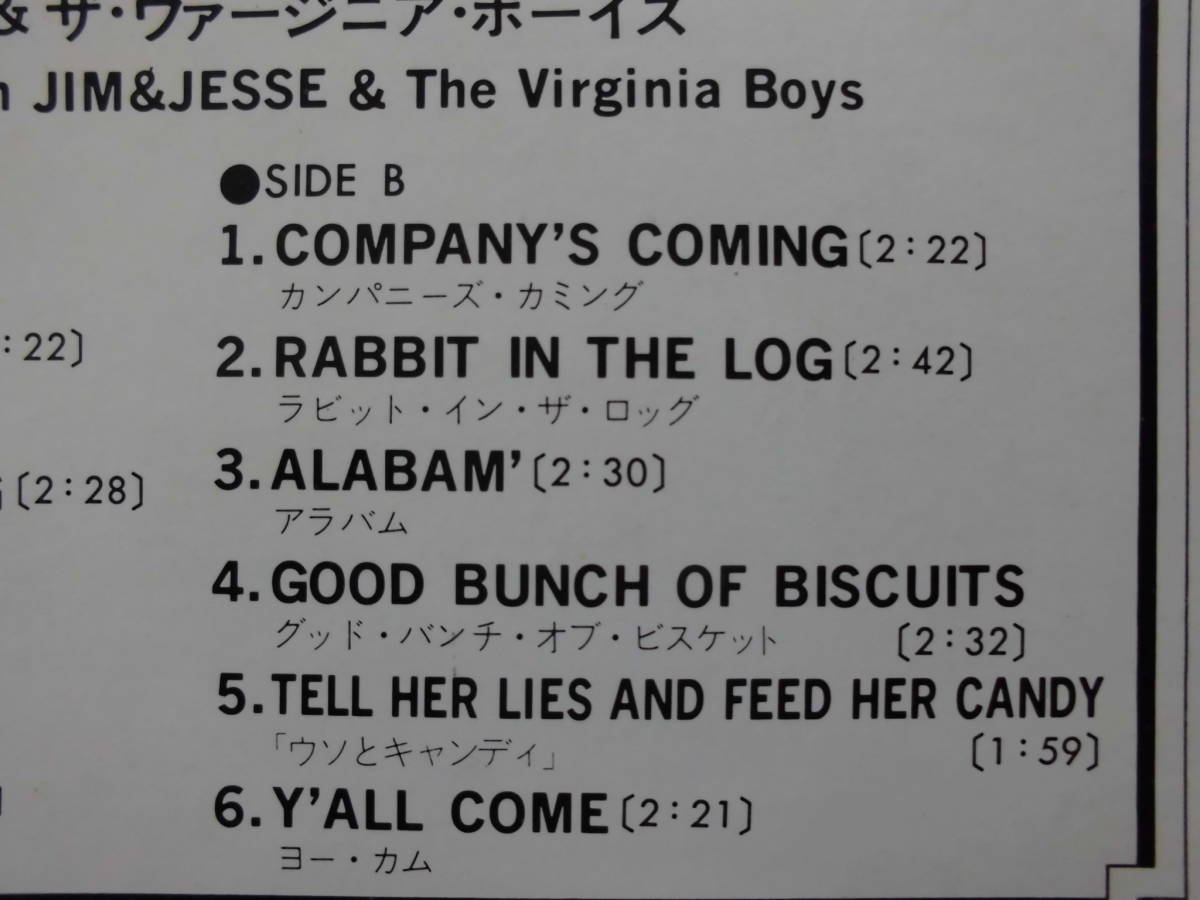 & ザ・ヴァージニア・ボーイズ
JIM&JESSE & The Virginia Boys
●SIDE B
1. COMPANY'S COMING〔2:22〕
カンパニーズ・カミング
:22〕
2. RABBIT IN THE LOG〔2:42〕
ラビット・イン・ザ・ロッグ
3. ALABAM'〔2:30〕
〔2:28〕
アラバム
4. GOOD BUNCH OF BISCUITS
グッド・バンチ・オブ・ビスケット 〔2:32〕
5. TELL HER LIES AND FEED HER CANDY
「ウソとキャンディ」 〔1:59〕
6. Y'ALL COME〔2:21〕
ヨー・カム